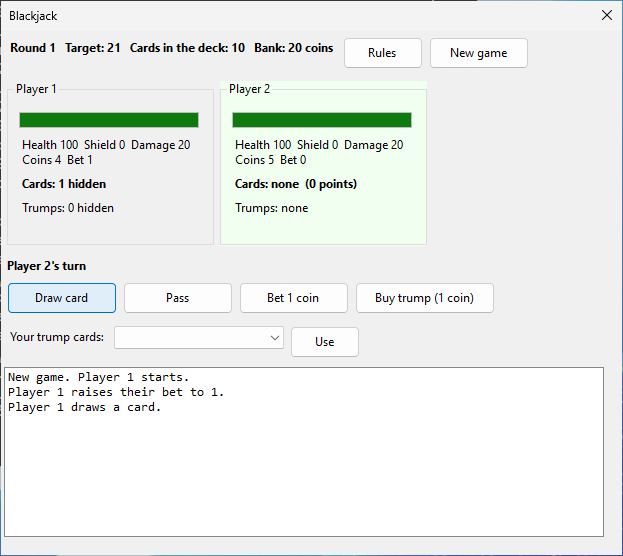 Blackjack
Round 1 Target: 21 Cards in the deck: 10 Bank: 20 coins Rules New game
Player 1
Health 100 Shield 0 Damage 20
Coins 4 Bet 1
Cards: 1 hidden
Trumps: 0 hidden
Player 2
Health 100 Shield 0 Damage 20
Coins 5 Bet 0
Cards: none (0 points)
Trumps: none
Player 2's turn
Draw card Pass Bet 1 coin Buy trump (1 coin)
Your trump cards: Use
New game. Player 1 starts.
Player 1 raises their bet to 1.
Player 1 draws a card.